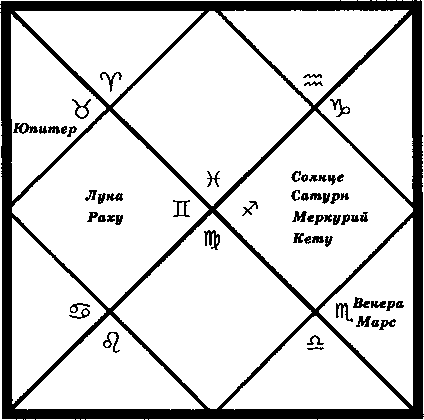 ♈
♒
♉
♑
Юпитер
♓
Солнце
Луна
Сатурн
♊
♐
Раху
Меркурий
♍
Кету
♋
♏
Венера
Марс
♌
♎